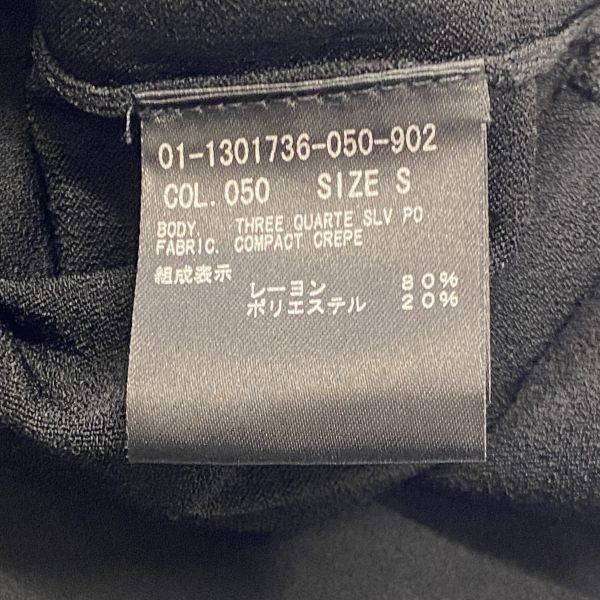 01-1301736-050-902
COL.050 SIZE S
BODY. THREE QUARTE SLV PO
FABRIC. COMPACT CREPE
組成表示
レーヨン 80%
ポリエステル 20%